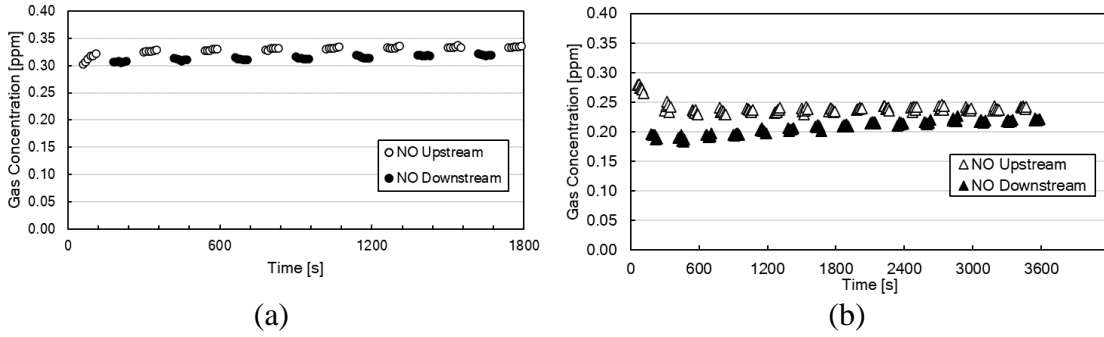 (a)
Gas Concentration [ppm]
0.40
0.35
0.30
0.25
0.20
0.15
0.10
0.05
0.00
NO Upstream
NO Downstream
0 600 1200 1800
Time [s]
(a)
(b)
Gas Concentration [ppm]
0.40
0.35
0.30
0.25
0.20
0.15
0.10
0.05
0.00
NO Upstream
NO Downstream
0 600 1200 1800 2400 3000 3600
Time [s]
(b)